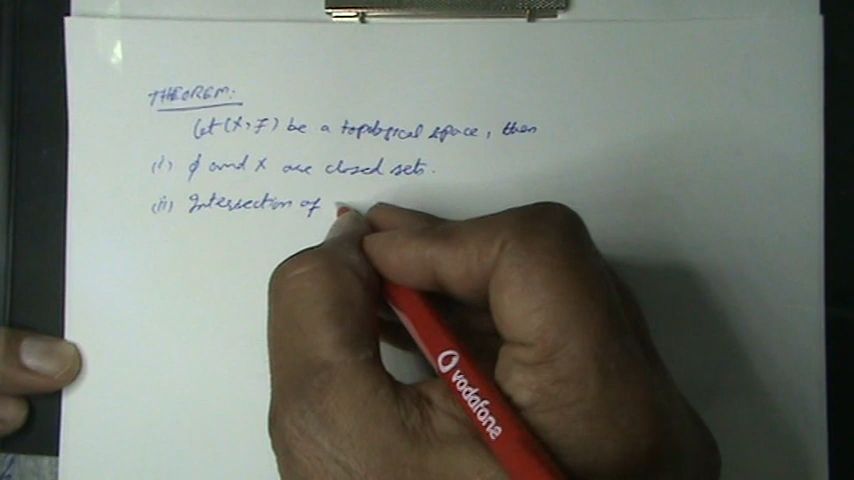 THEOREM:
Let (X, T) be a topological space, then
(i) ϕ and X are closed sets.
(ii) Intersection of
vodafone